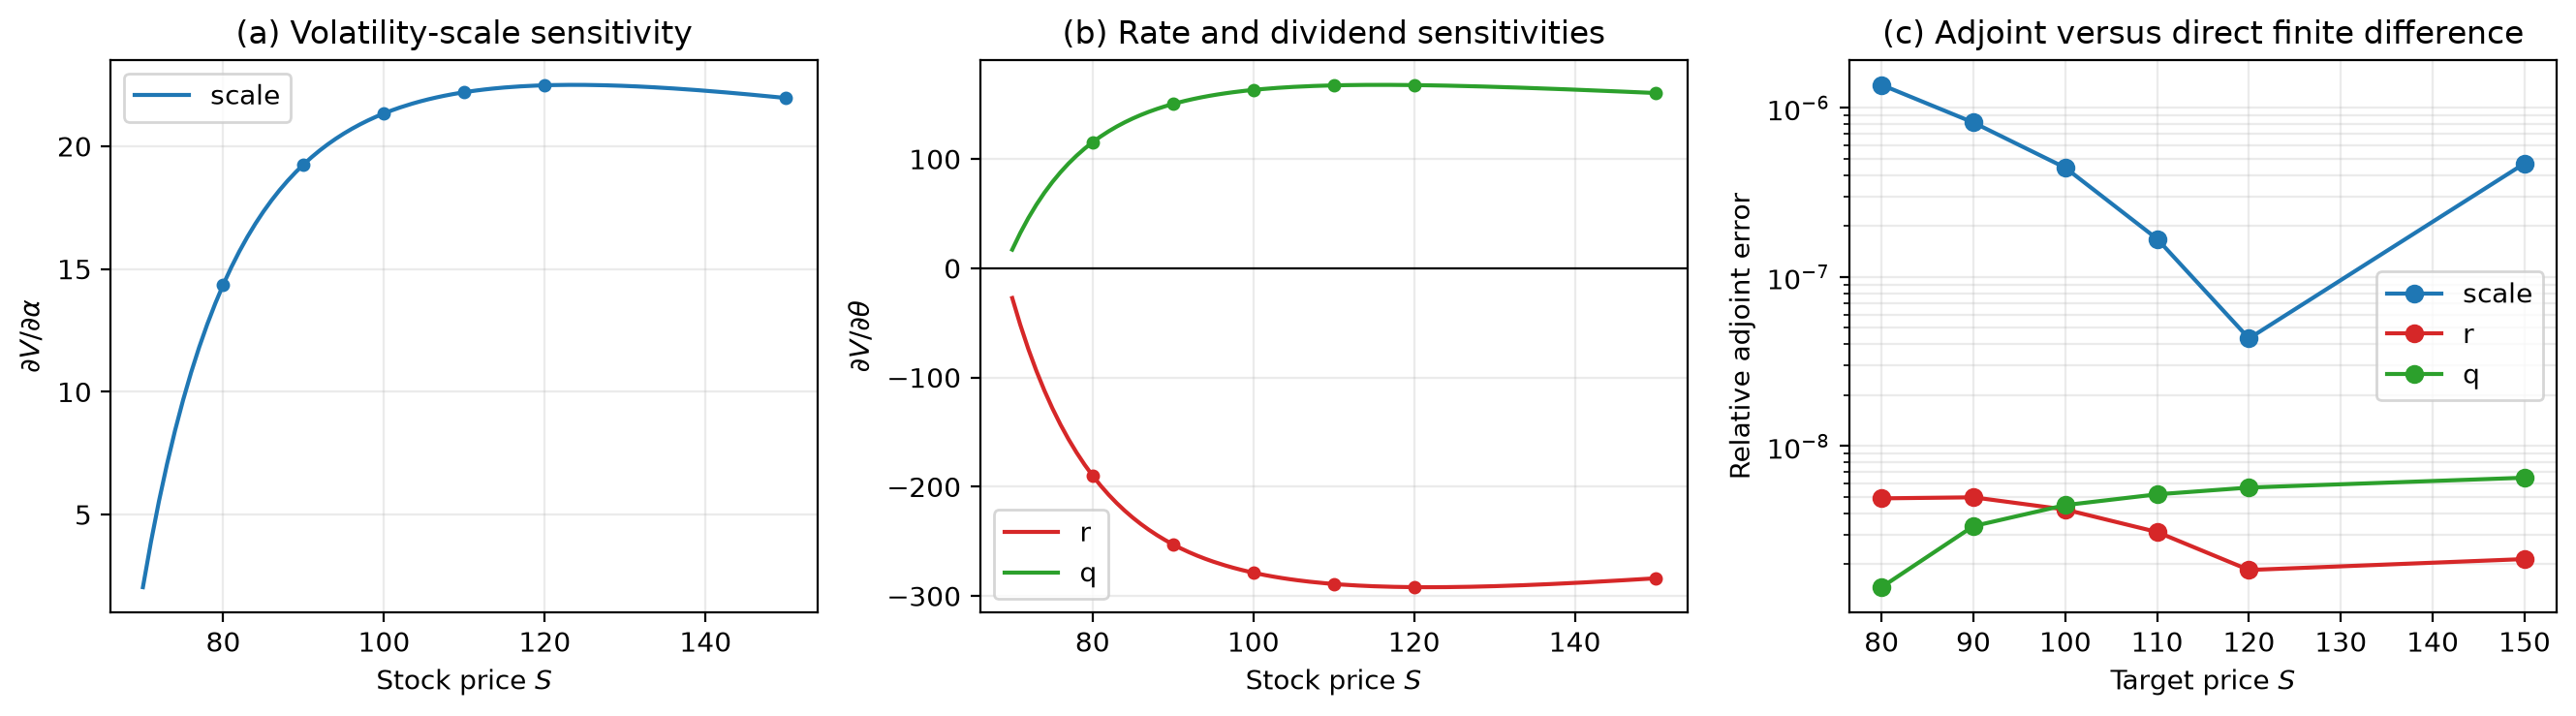 (a) Volatility-scale sensitivity
scale
20
15
10
5
∂V/∂α
80 100 120 140
Stock price S
(b) Rate and dividend sensitivities
100
0
−100
−200
−300
∂V/∂θ
r
q
80 100 120 140
Stock price S
(c) Adjoint versus direct finite difference
10⁻⁶
10⁻⁷
10⁻⁸
Relative adjoint error
scale
r
q
80 90 100 110 120 130 140 150
Target price S